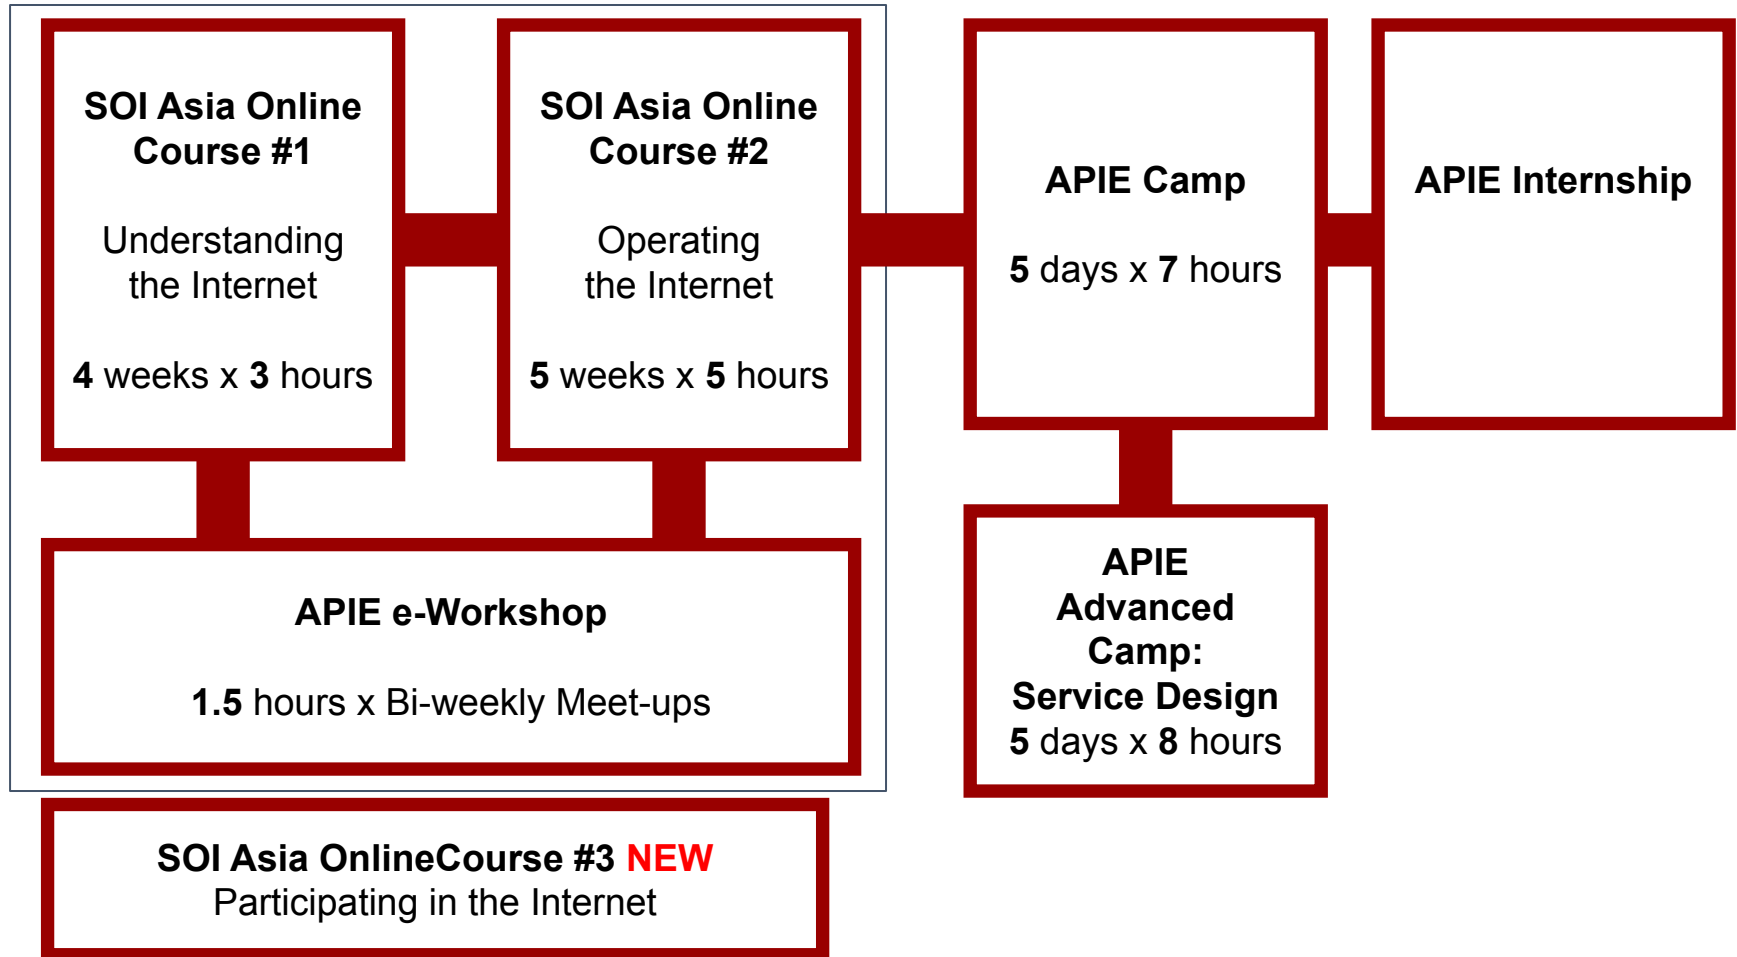 SOI Asia Online
Course #1
Understanding
the Internet
4 weeks x 3 hours
SOI Asia Online
Course #2
Operating
the Internet
5 weeks x 5 hours
APIE Camp
5 days x 7 hours
APIE Internship
APIE e-Workshop
1.5 hours x Bi-weekly Meet-ups
APIE
Advanced
Camp:
Service Design
5 days x 8 hours
SOI Asia OnlineCourse #3 NEW
Participating in the Internet